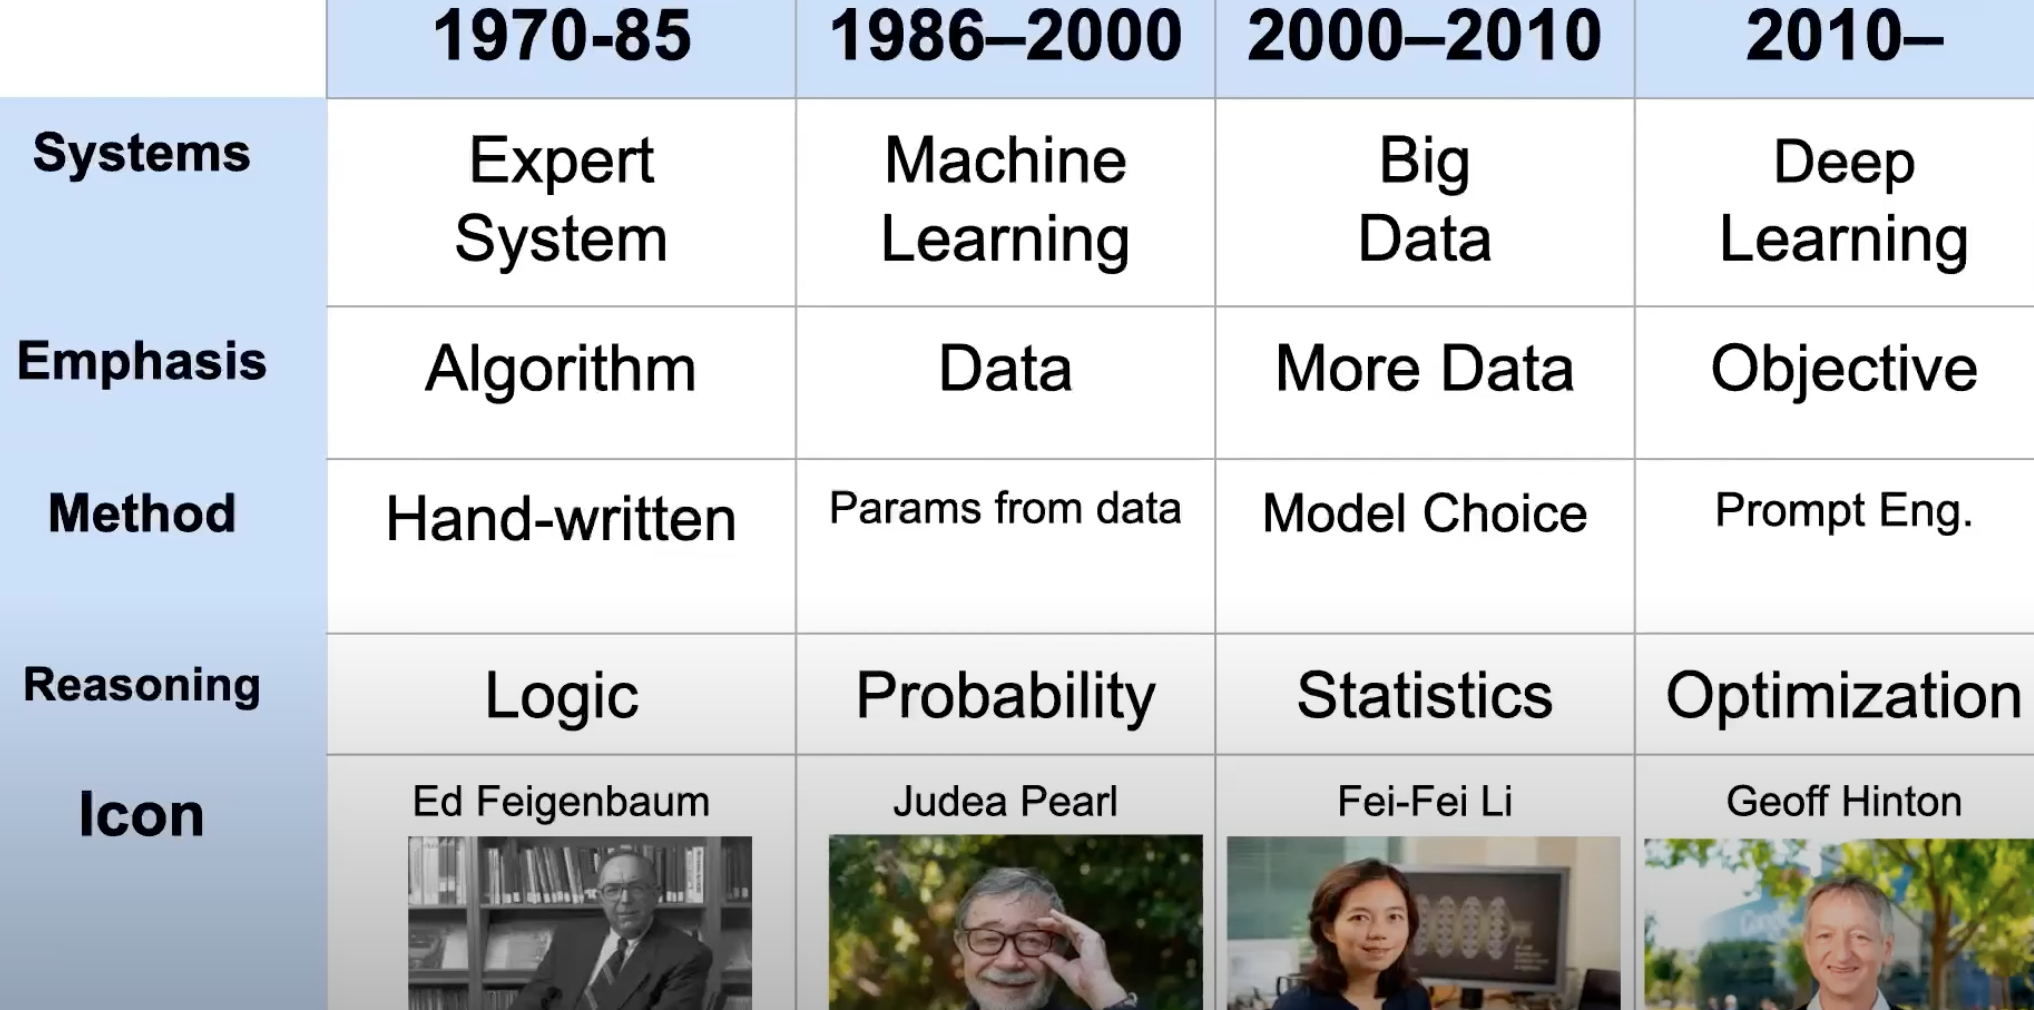 1970-85 1986–2000 2000–2010 2010–
Systems Expert System Machine Learning Big Data Deep Learning
Emphasis Algorithm Data More Data Objective
Method Hand-written Params from data Model Choice Prompt Eng.
Reasoning Logic Probability Statistics Optimization
Icon Ed Feigenbaum Judea Pearl Fei-Fei Li Geoff Hinton